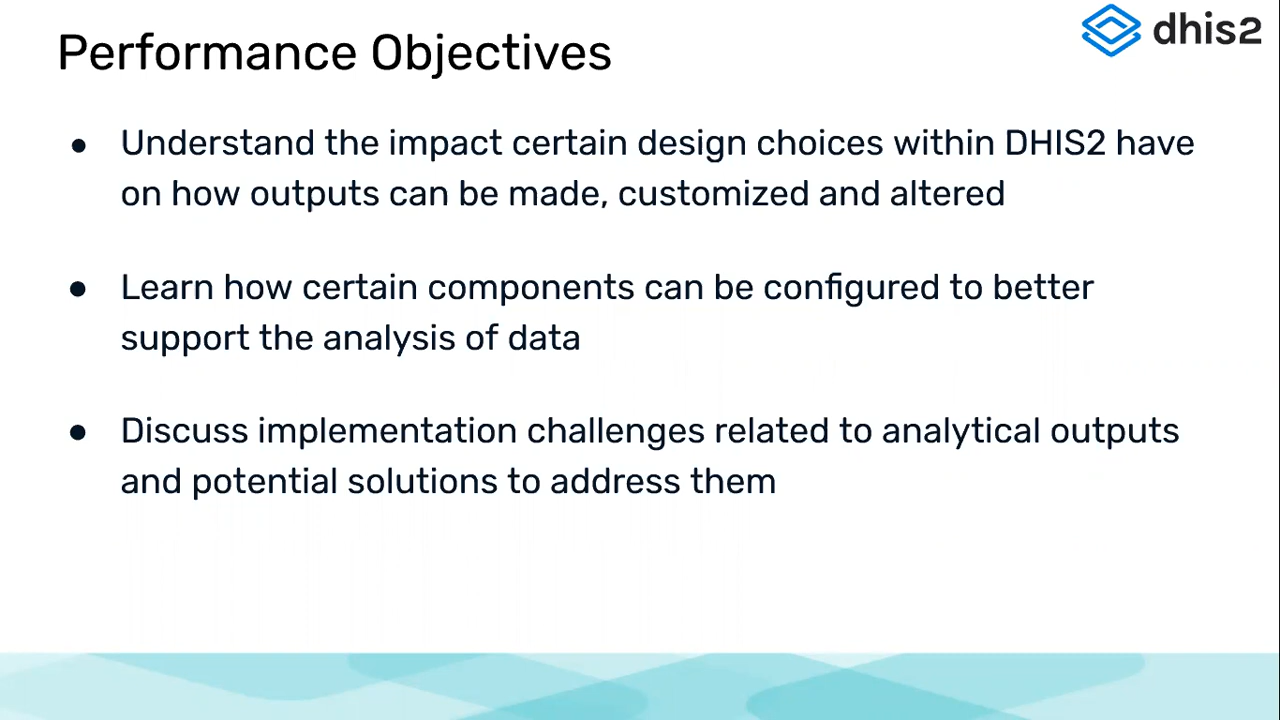 Performance Objectives
dhis2
● Understand the impact certain design choices within DHIS2 have
on how outputs can be made, customized and altered
● Learn how certain components can be configured to better
support the analysis of data
● Discuss implementation challenges related to analytical outputs
and potential solutions to address them